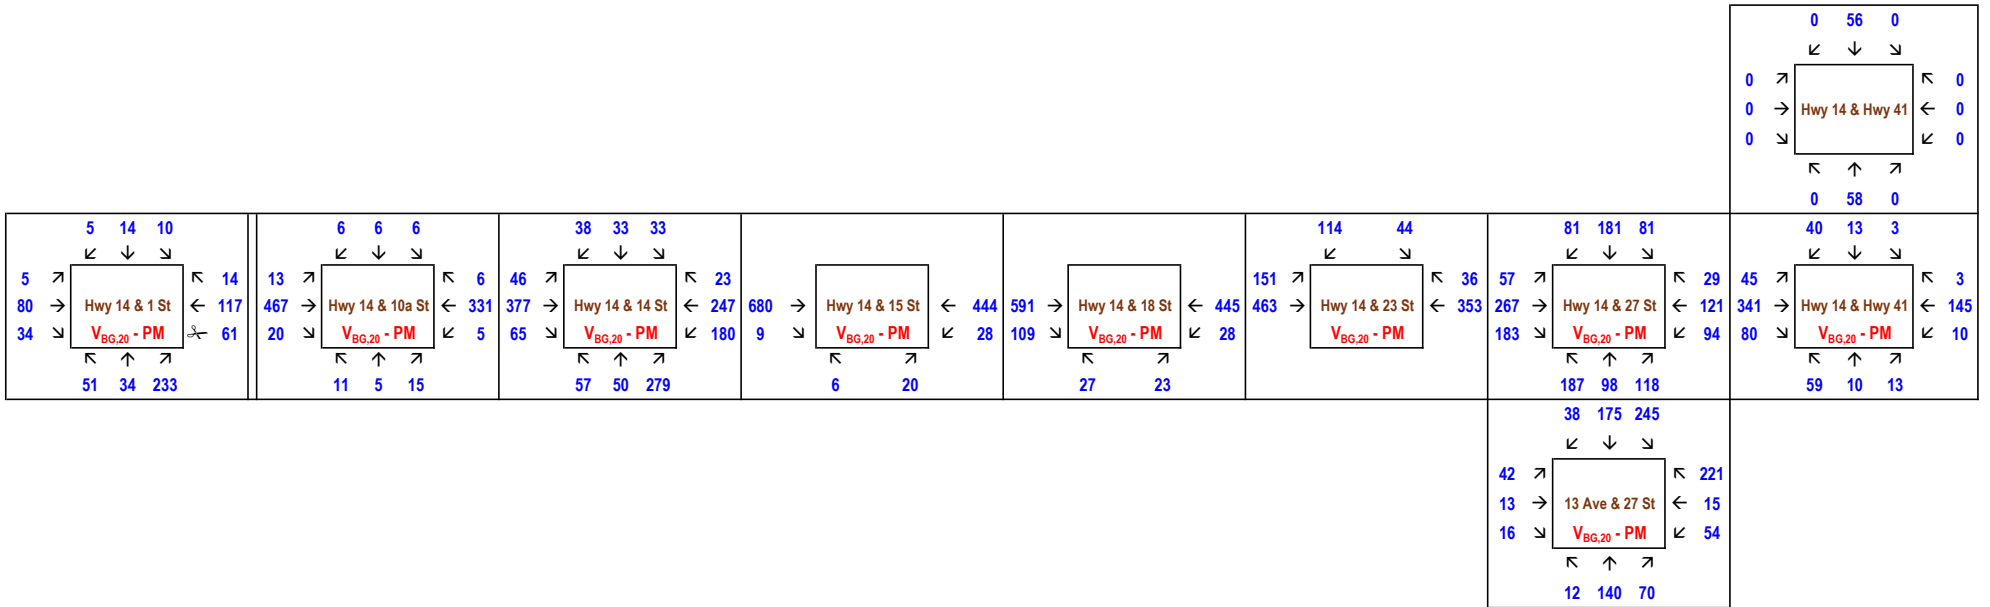 0 56 0
↙ ↓ ↘
0 ↗ ↖ 0
0 → Hwy 14 & Hwy 41 ← 0
0 ↘ ↙ 0
↖ ↑ ↗
0 58 0
5 14 10
↙ ↓ ↘
5 ↗ ↖ 14
80 → Hwy 14 & 1 St ← 117
34 ↘ VBG,20 - PM ✁ 61
↖ ↑ ↗
51 34 233
6 6 6
↙ ↓ ↘
13 ↗ ↖ 6
467 → Hwy 14 & 10a St ← 331
20 ↘ VBG,20 - PM ↙ 5
↖ ↑ ↗
11 5 15
38 33 33
↙ ↓ ↘
46 ↗ ↖ 23
377 → Hwy 14 & 14 St ← 247
65 ↘ VBG,20 - PM ↙ 180
↖ ↑ ↗
57 50 279
680 → Hwy 14 & 15 St ← 444
9 ↘ VBG,20 - PM ↙ 28
↖ ↗
6 20
591 → Hwy 14 & 18 St ← 445
109 ↘ VBG,20 - PM ↙ 28
↖ ↗
27 23
114 44
↙ ↘
151 ↗ ↖ 36
463 → Hwy 14 & 23 St ← 353
VBG,20 - PM
81 181 81
↙ ↓ ↘
57 ↗ ↖ 29
267 → Hwy 14 & 27 St ← 121
183 ↘ VBG,20 - PM ↙ 94
↖ ↑ ↗
187 98 118
40 13 3
↙ ↓ ↘
45 ↗ ↖ 3
341 → Hwy 14 & Hwy 41 ← 145
80 ↘ VBG,20 - PM ↙ 10
↖ ↑ ↗
59 10 13
38 175 245
↙ ↓ ↘
42 ↗ ↖ 221
13 → 13 Ave & 27 St ← 15
16 ↘ VBG,20 - PM ↙ 54
↖ ↑ ↗
12 140 70